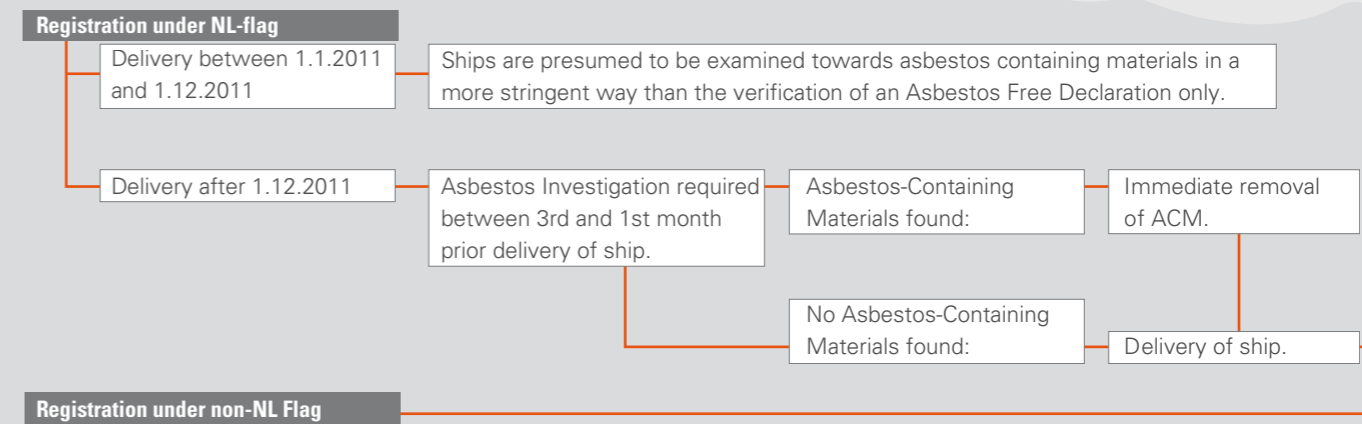 Registration under NL-flag
Delivery between 1.1.2011
and 1.12.2011
Ships are presumed to be examined towards asbestos containing materials in a
more stringent way than the verification of an Asbestos Free Declaration only.
Delivery after 1.12.2011
Asbestos Investigation required
between 3rd and 1st month
prior delivery of ship.
Asbestos-Containing
Materials found:
Immediate removal
of ACM.
No Asbestos-Containing
Materials found:
Delivery of ship.
Registration under non-NL Flag